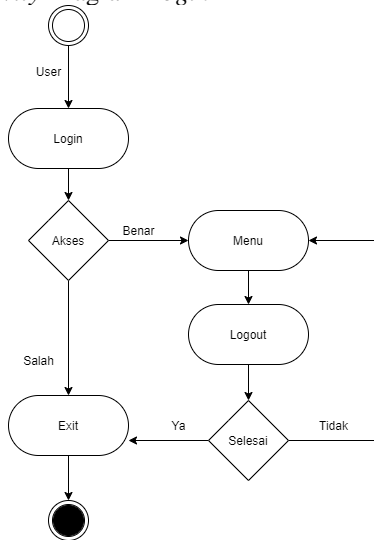 User
Login
Akses
Benar
Menu
Logout
Salah
Exit
Ya
Selesai
Tidak